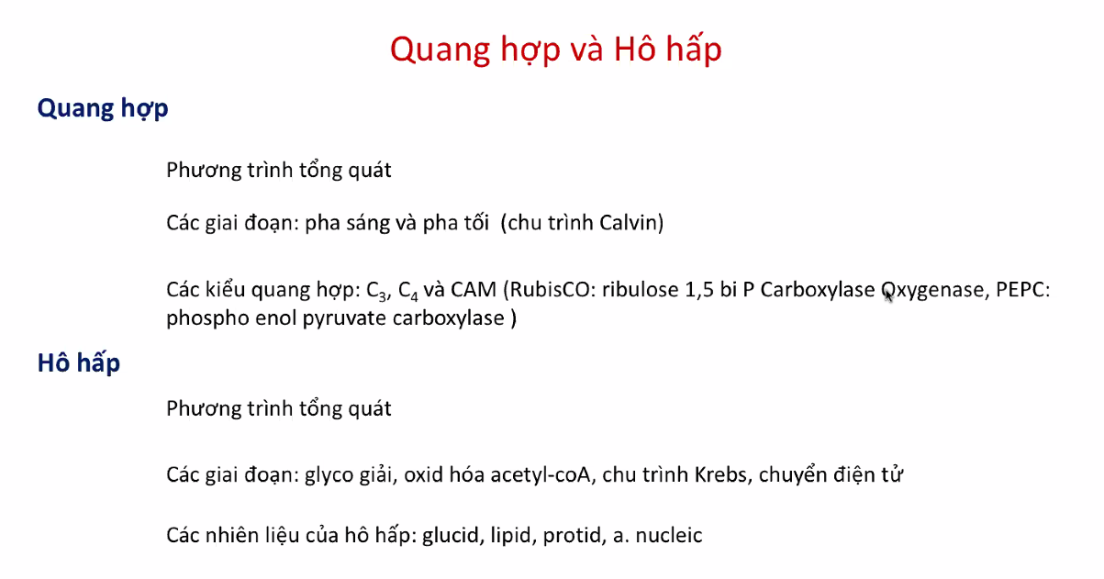 Quang hợp và Hô hấp
Quang hợp
Phương trình tổng quát
Các giai đoạn: pha sáng và pha tối (chu trình Calvin)
Các kiểu quang hợp: C₃, C₄ và CAM (RubisCO: ribulose 1,5 bi P Carboxylase Oxygenase, PEPC:
phospho enol pyruvate carboxylase )
Hô hấp
Phương trình tổng quát
Các giai đoạn: glyco giải, oxid hóa acetyl-coA, chu trình Krebs, chuyển điện tử
Các nhiên liệu của hô hấp: glucid, lipid, protid, a. nucleic